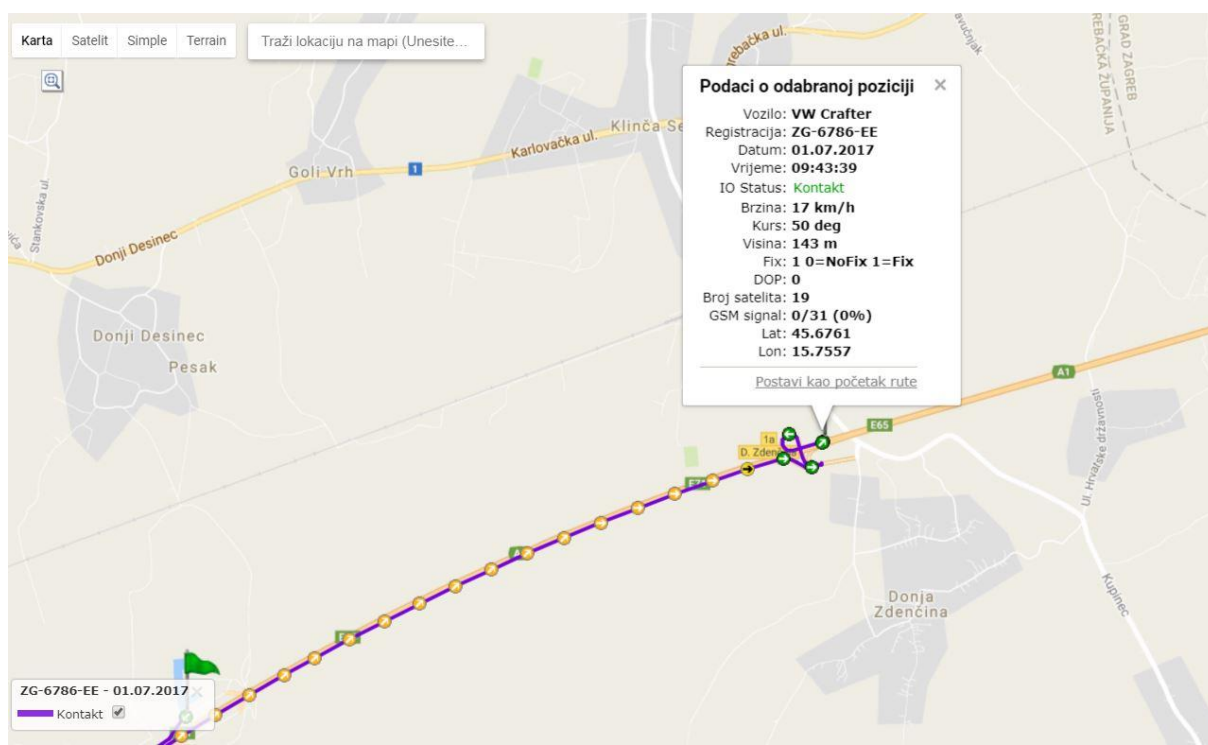 Karta Satelit Simple Terrain
Traži lokaciju na mapi (Unesite...
Podaci o odabranoj poziciji ×
Vozilo: VW Crafter
Registracija: ZG-6786-EE
Datum: 01.07.2017
Vrijeme: 09:43:39
IO Status: Kontakt
Brzina: 17 km/h
Kurs: 50 deg
Visina: 143 m
Fix: 1 0=NoFix 1=Fix
DOP: 0
Broj satelita: 19
GSM signal: 0/31 (0%)
Lat: 45.6761
Lon: 15.7557
Postavi kao početak rute
GRAD ZAGREB
ŽUPANIJA
Klinča
Karlovačka ul.
1
Goli Vrh
Stankovska ul.
Donji Desinec
Donji Desinec
Pesak
A1
E65
1a
D. Zdenčina
Ul. Hrvatske državnosti
Kupinec
Donja
Zdenčina
ZG-6786-EE - 01.07.2017
Kontakt